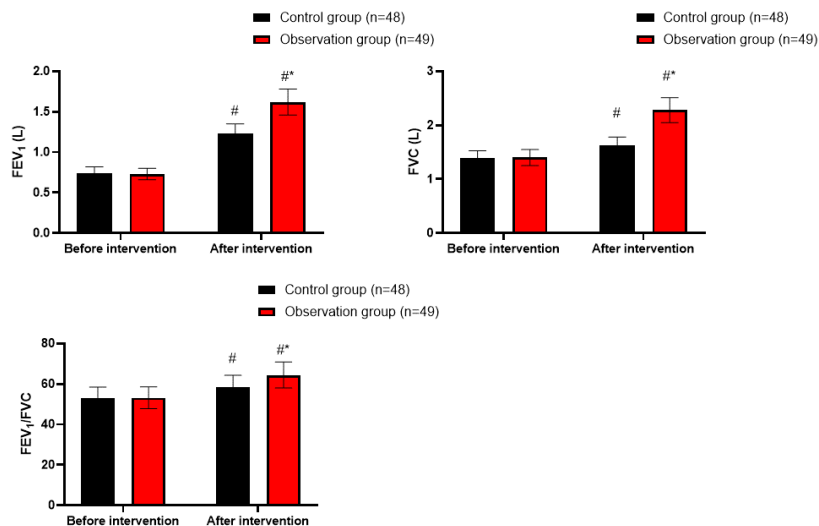 Control group (n=48)
Observation group (n=49)
FEV1 (L)
2.0
1.5
1.0
0.5
0.0
#
#*
Before intervention
After intervention
Control group (n=48)
Observation group (n=49)
FVC (L)
3
2
1
0
#
#*
Before intervention
After intervention
Control group (n=48)
Observation group (n=49)
FEV1/FVC
80
60
40
20
0
#
#*
Before intervention
After intervention